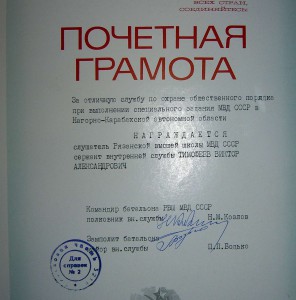 ВСЕХ СТРАН,
СОЕДИНЯЙТЕСЬ
ПОЧЕТНАЯ
ГРАМОТА
За отличную службу по охране общественного порядка
при выполнении специального задания МВД СССР в
Нагорно-Карабахской автономной области
НАГРАЖДАЕТСЯ
слушатель Рязанской высшей школы МВД СССР
сержант внутренней службы ТИМОФЕЕВ ВИКТОР
АЛЕКСАНДРОВИЧ
Командир батальона РВШ МВД СССР
полковник вн.службы
Н.М.Козлов
Замполит батальона
майор вн.службы
Для
справок
№ 2